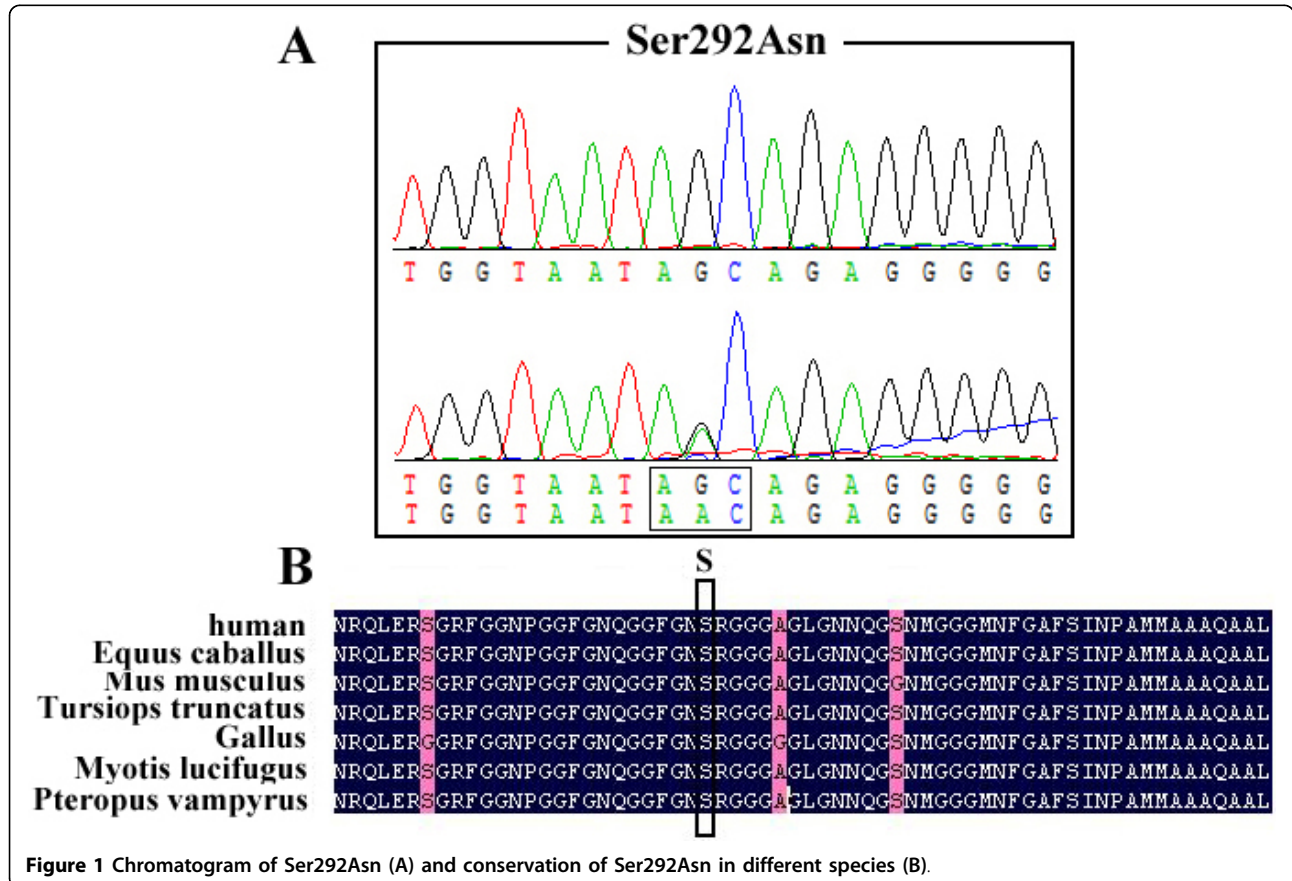 A
Ser292Asn
T G G T A A T A G C A G A G G G G G
T G G T A A T A G C A G A G G G G G
T G G T A A T A A C A G A G G G G G
B
S
human NRQLERSGRFGGNPGGFGNQGGFGNSRGGGAGLGNNQGSNMGGGMNFGAFSINPAMMAAAQAAL
Equus caballus NRQLERSGRFGGNPGGFGNQGGFGNSRGGGAGLGNNQGSNMGGGMNFGAFSINPAMMAAAQAAL
Mus musculus NRQLERSGRFGGNPGGFGNQGGFGNSRGGGAGLGNNQGGNMGGGMNFGAFSINPAMMAAAQAAL
Tursiops truncatus NRQLERSGRFGGNPGGFGNQGGFGNSRGGGAGLGNNQGSNMGGGMNFGAFSINPAMMAAAQAAL
Gallus NRQLERGGRFGGNPGGFGNQGGFGNSRGGGGGLGNNQGSNMGGGMNFGAFSINPAMMAAAQAAL
Myotis lucifugus NRQLERSGRFGGNPGGFGNQGGFGNSRGGGAGLGNNQGSNMGGGMNFGAFSINPAMMAAAQAAL
Pteropus vampyrus NRQLERSGRFGGNPGGFGNQGGFGNSRGGGAGLGNNQGSNMGGGMNFGAFSINPAMMAAAQAAL
Figure 1 Chromatogram of Ser292Asn (A) and conservation of Ser292Asn in different species (B).